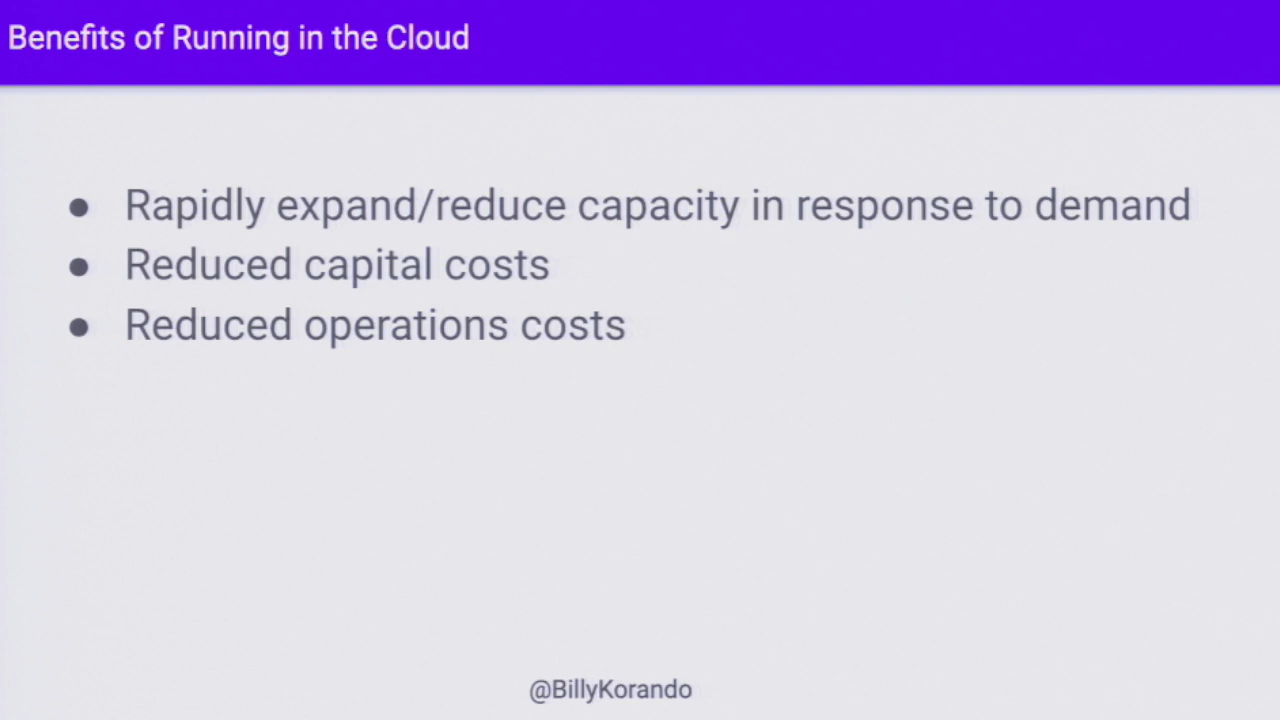 Benefits of Running in the Cloud
● Rapidly expand/reduce capacity in response to demand
● Reduced capital costs
● Reduced operations costs
@BillyKorando